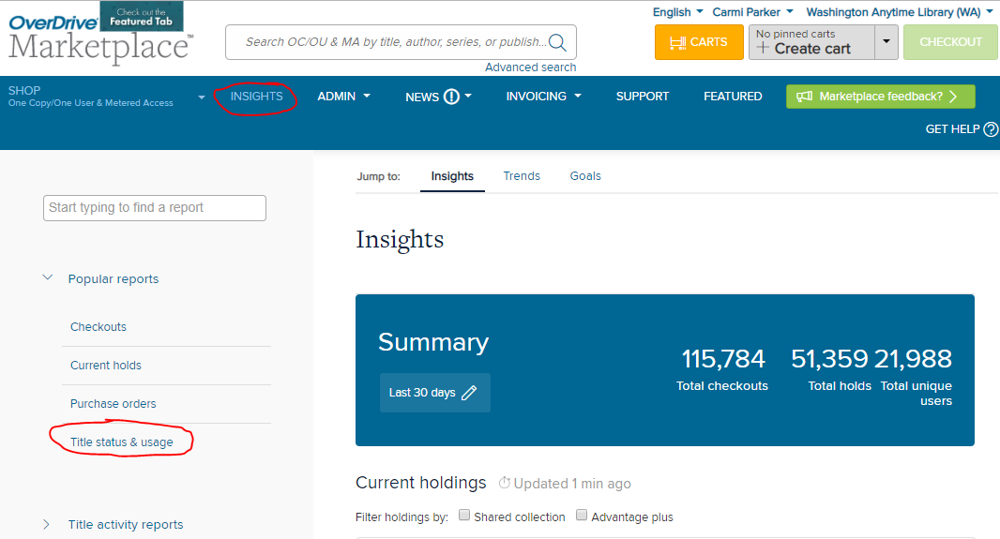 OverDrive
Check out the
Featured Tab
Marketplace™
Search OC/OU & MA by title, author, series, or publish...
Advanced search
English
Carmi Parker
Washington Anytime Library (WA)
CARTS
No pinned carts
Create cart
CHECKOUT
SHOP
One Copy/One User & Metered Access
INSIGHTS
ADMIN
NEWS
INVOICING
SUPPORT
FEATURED
Marketplace feedback?
GET HELP
Start typing to find a report
Popular reports
Checkouts
Current holds
Purchase orders
Title status & usage
Title activity reports
Jump to:
Insights
Trends
Goals
Insights
Summary
Last 30 days
115,784
Total checkouts
51,359
Total holds
21,988
Total unique
users
Current holdings
Updated 1 min ago
Filter holdings by:
Shared collection
Advantage plus